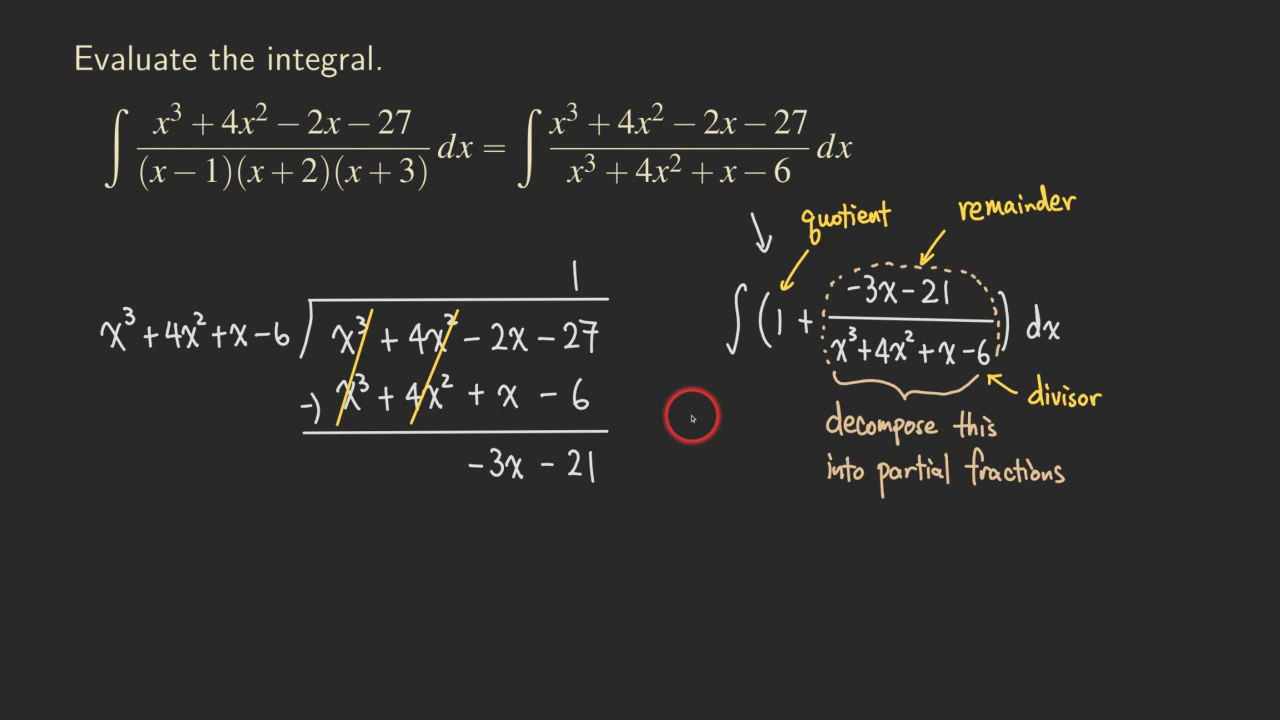 Evaluate the integral.
∫ (x³ + 4x² − 2x − 27)/((x − 1)(x + 2)(x + 3)) dx = ∫ (x³ + 4x² − 2x − 27)/(x³ + 4x² + x − 6) dx
quotient
remainder
1
x³ + 4x² + x − 6 ) x³ + 4x² − 2x − 27
−) x³ + 4x² + x − 6
−3x − 21
∫ (1 + (−3x − 21)/(x³ + 4x² + x − 6)) dx
divisor
decompose this
into partial fractions